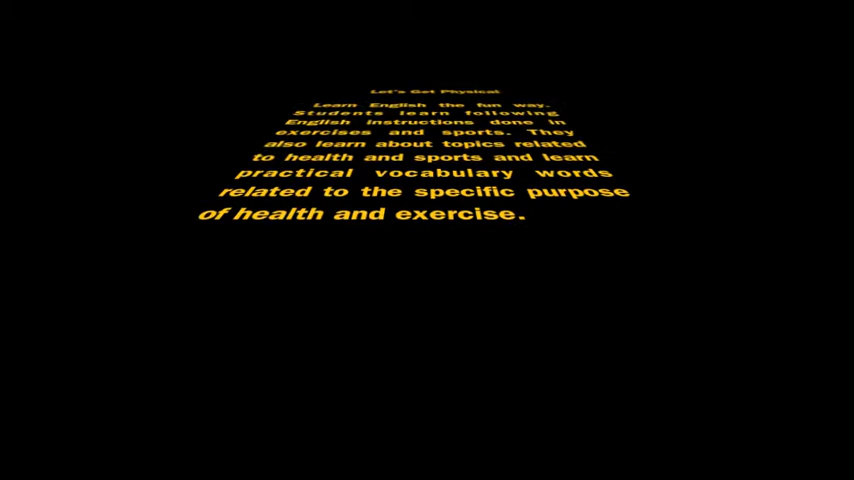 Let's Get Physical
Learn English the fun way.
Students learn following
English instructions done in
exercises and sports. They
also learn about topics related
to health and sports and learn
practical vocabulary words
related to the specific purpose
of health and exercise.